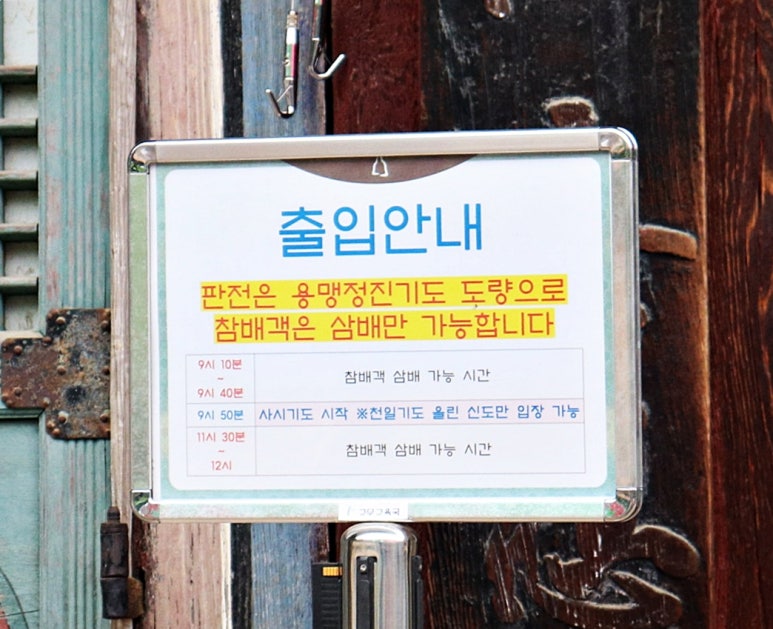 출입안내
판전은 용맹정진기도 도량으로
참배객은 삼배만 가능합니다
9시 10분
~
9시 40분
참배객 삼배 가능 시간
9시 50분 사시기도 시작 ※천일기도 올린 신도만 입장 가능
11시 30분
~
12시
참배객 삼배 가능 시간